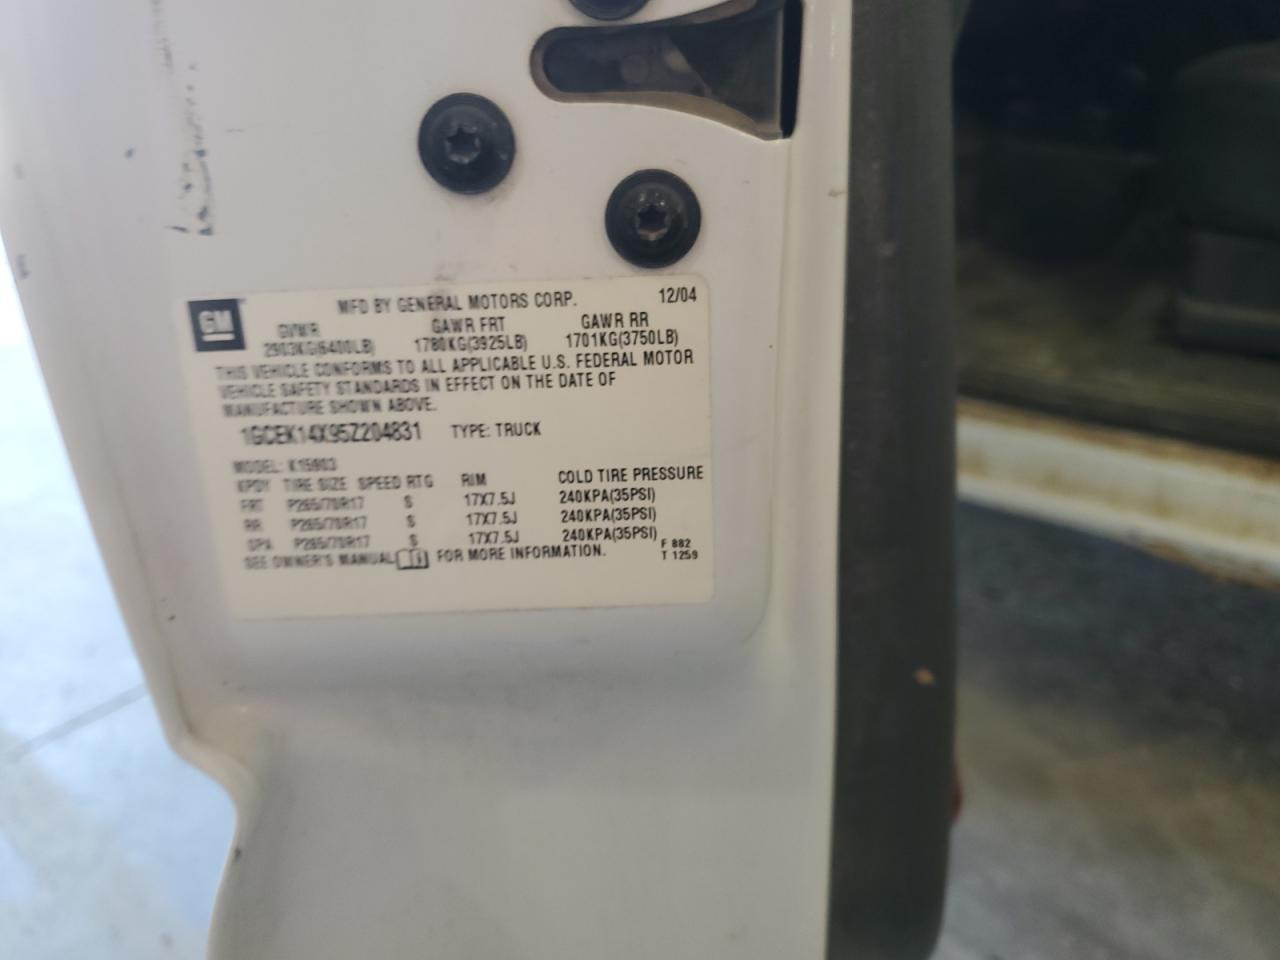 GM
MFD BY GENERAL MOTORS CORP. 12/04
GVWR GAWR FRT GAWR RR
2903KG(6400LB) 1780KG(3925LB) 1701KG(3750LB)
THIS VEHICLE CONFORMS TO ALL APPLICABLE U.S. FEDERAL MOTOR
VEHICLE SAFETY STANDARDS IN EFFECT ON THE DATE OF
MANUFACTURE SHOWN ABOVE.
1GCEK14X95Z204831 TYPE: TRUCK
MODEL: K15903
KPDY TIRE SIZE SPEED RTG RIM COLD TIRE PRESSURE
FRT P265/70R17 S 17X7.5J 240KPA(35PSI)
RR P265/70R17 S 17X7.5J 240KPA(35PSI)
SPA P265/70R17 S 17X7.5J 240KPA(35PSI)
SEE OWNER'S MANUAL FOR MORE INFORMATION.
F 882
T 1259